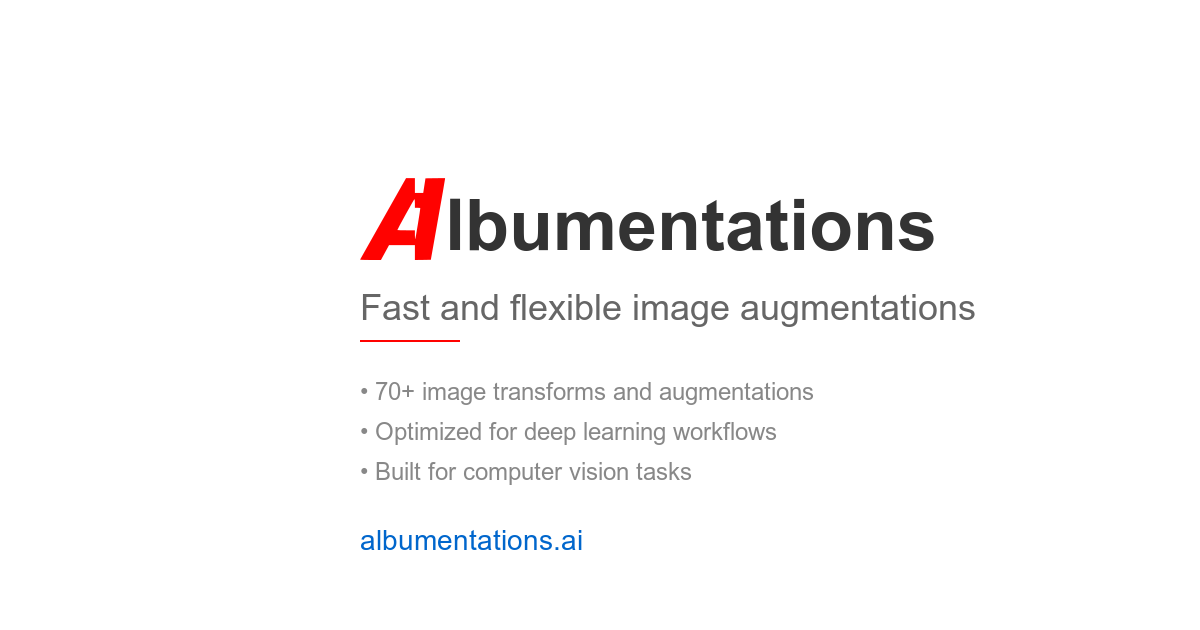 Albumentations
Fast and flexible image augmentations
• 70+ image transforms and augmentations
• Optimized for deep learning workflows
• Built for computer vision tasks
albumentations.ai